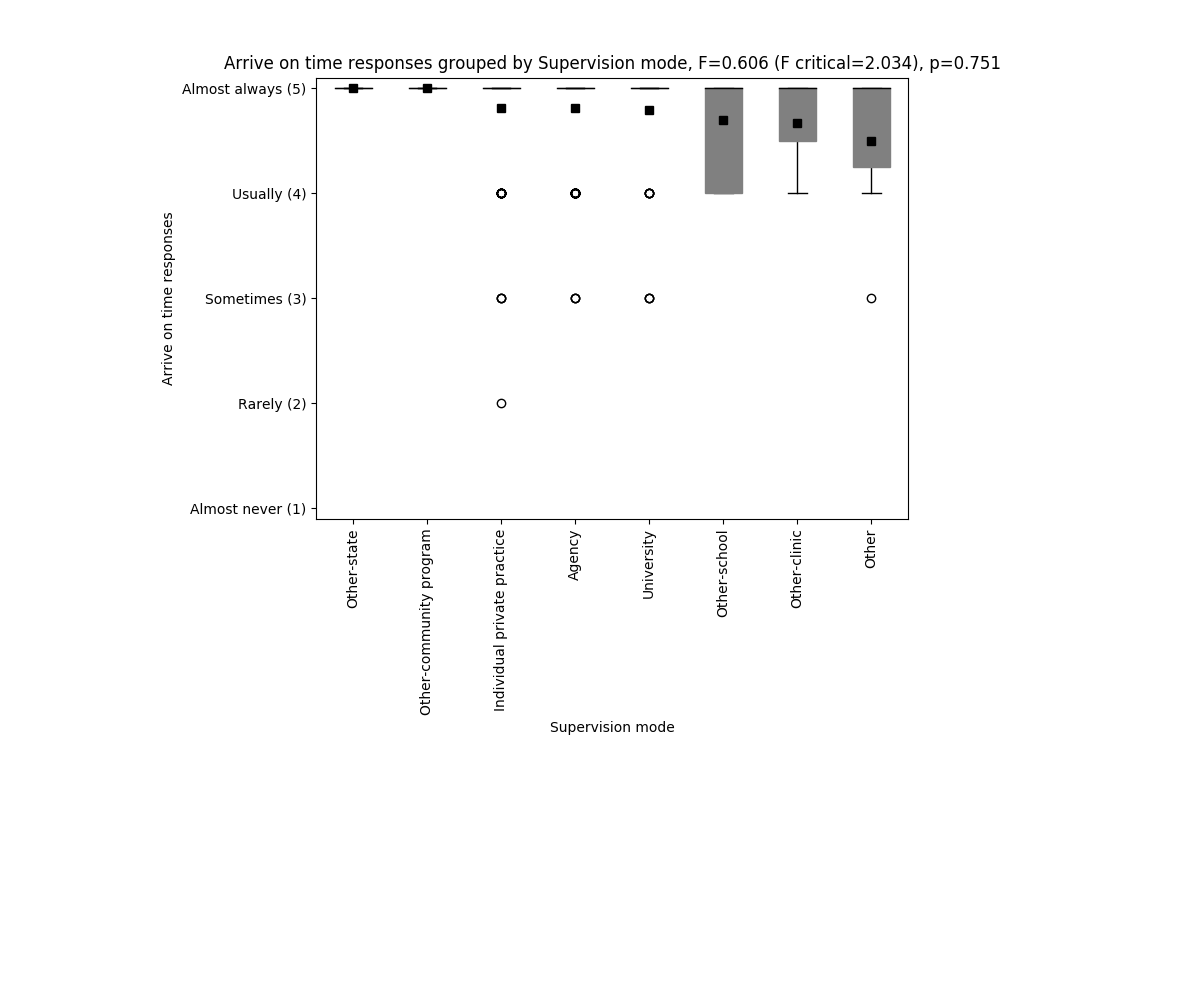 Arrive on time responses grouped by Supervision mode, F=0.606 (F critical=2.034), p=0.751
Almost always (5)
Usually (4)
Sometimes (3)
Rarely (2)
Almost never (1)
Arrive on time responses
Other-state
Other-community program
Individual private practice
Agency
University
Other-school
Other-clinic
Other
Supervision mode